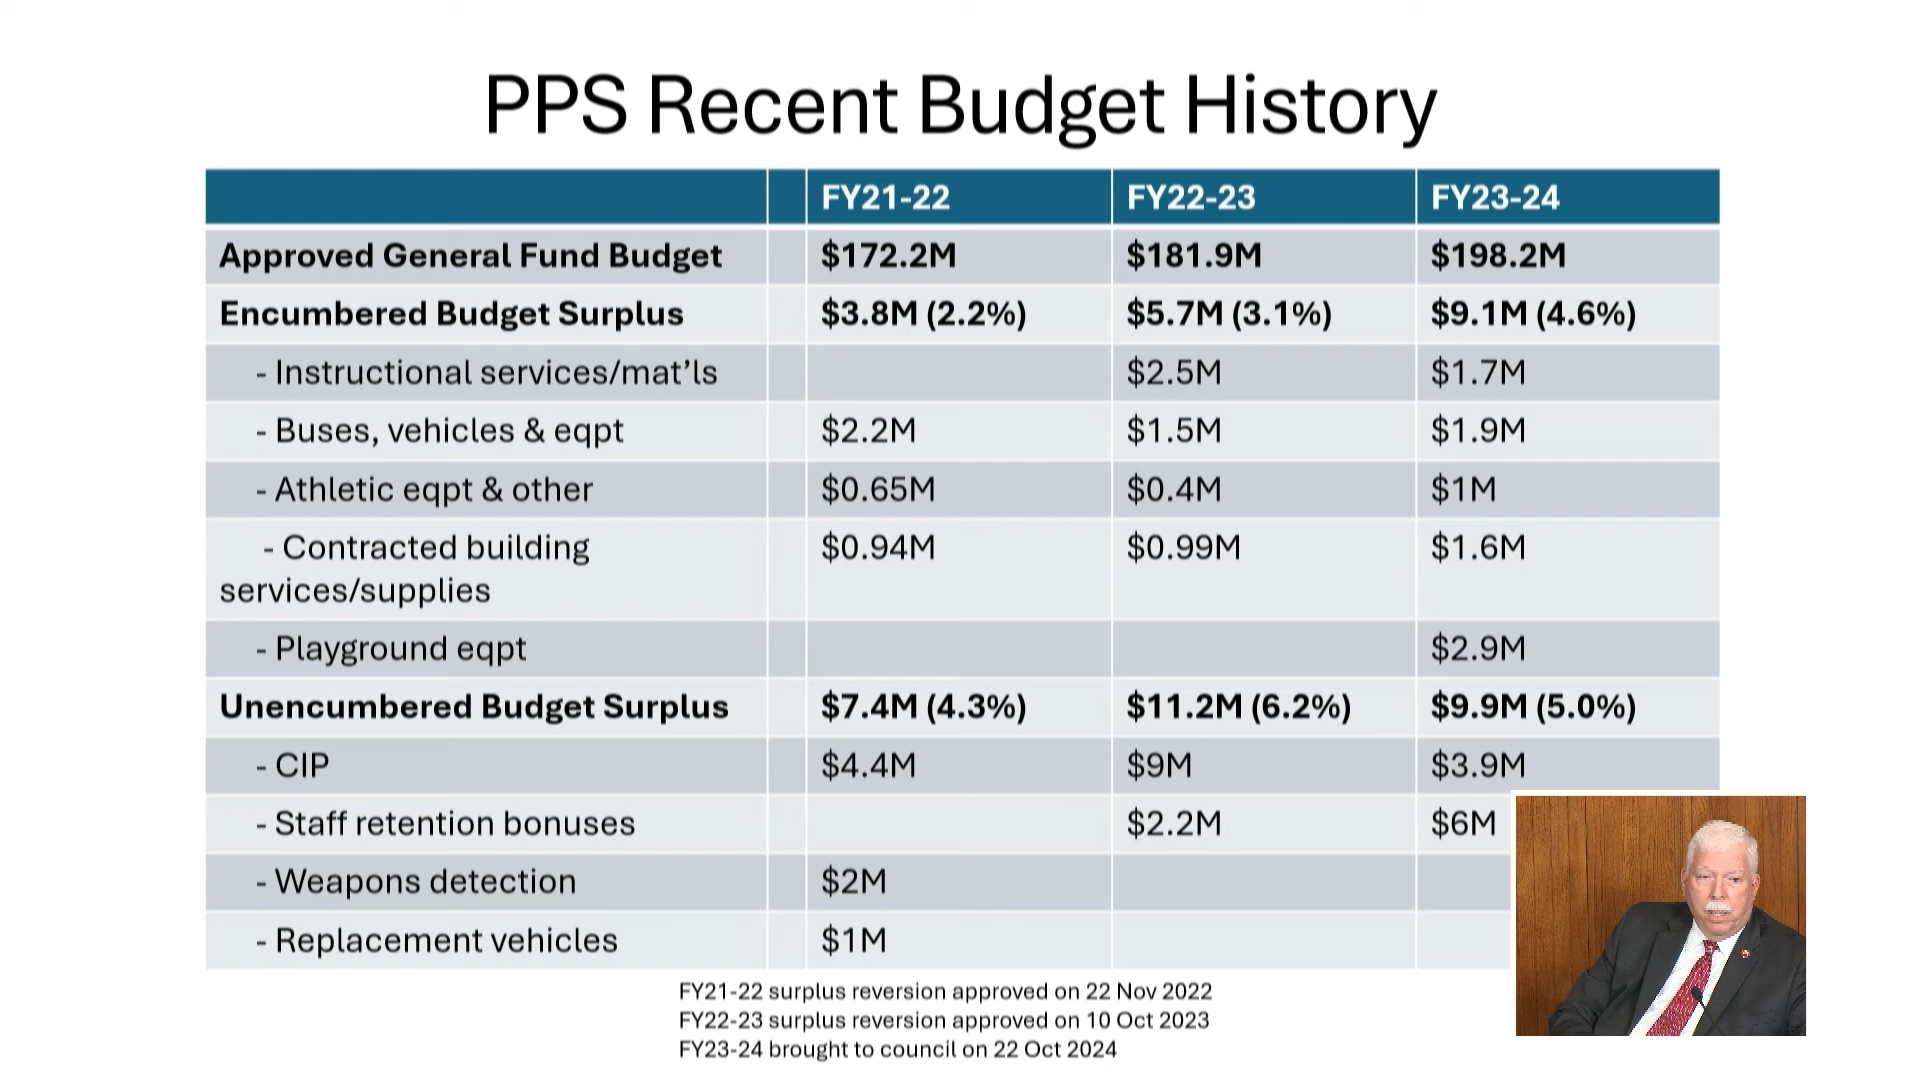 PPS Recent Budget History
FY21-22 FY22-23 FY23-24
Approved General Fund Budget $172.2M $181.9M $198.2M
Encumbered Budget Surplus $3.8M (2.2%) $5.7M (3.1%) $9.1M (4.6%)
- Instructional services/mat’ls $2.5M $1.7M
- Buses, vehicles & eqpt $2.2M $1.5M $1.9M
- Athletic eqpt & other $0.65M $0.4M $1M
- Contracted building $0.94M $0.99M $1.6M
services/supplies
- Playground eqpt $2.9M
Unencumbered Budget Surplus $7.4M (4.3%) $11.2M (6.2%) $9.9M (5.0%)
- CIP $4.4M $9M $3.9M
- Staff retention bonuses $2.2M $6M
- Weapons detection $2M
- Replacement vehicles $1M
FY21-22 surplus reversion approved on 22 Nov 2022
FY22-23 surplus reversion approved on 10 Oct 2023
FY23-24 brought to council on 22 Oct 2024